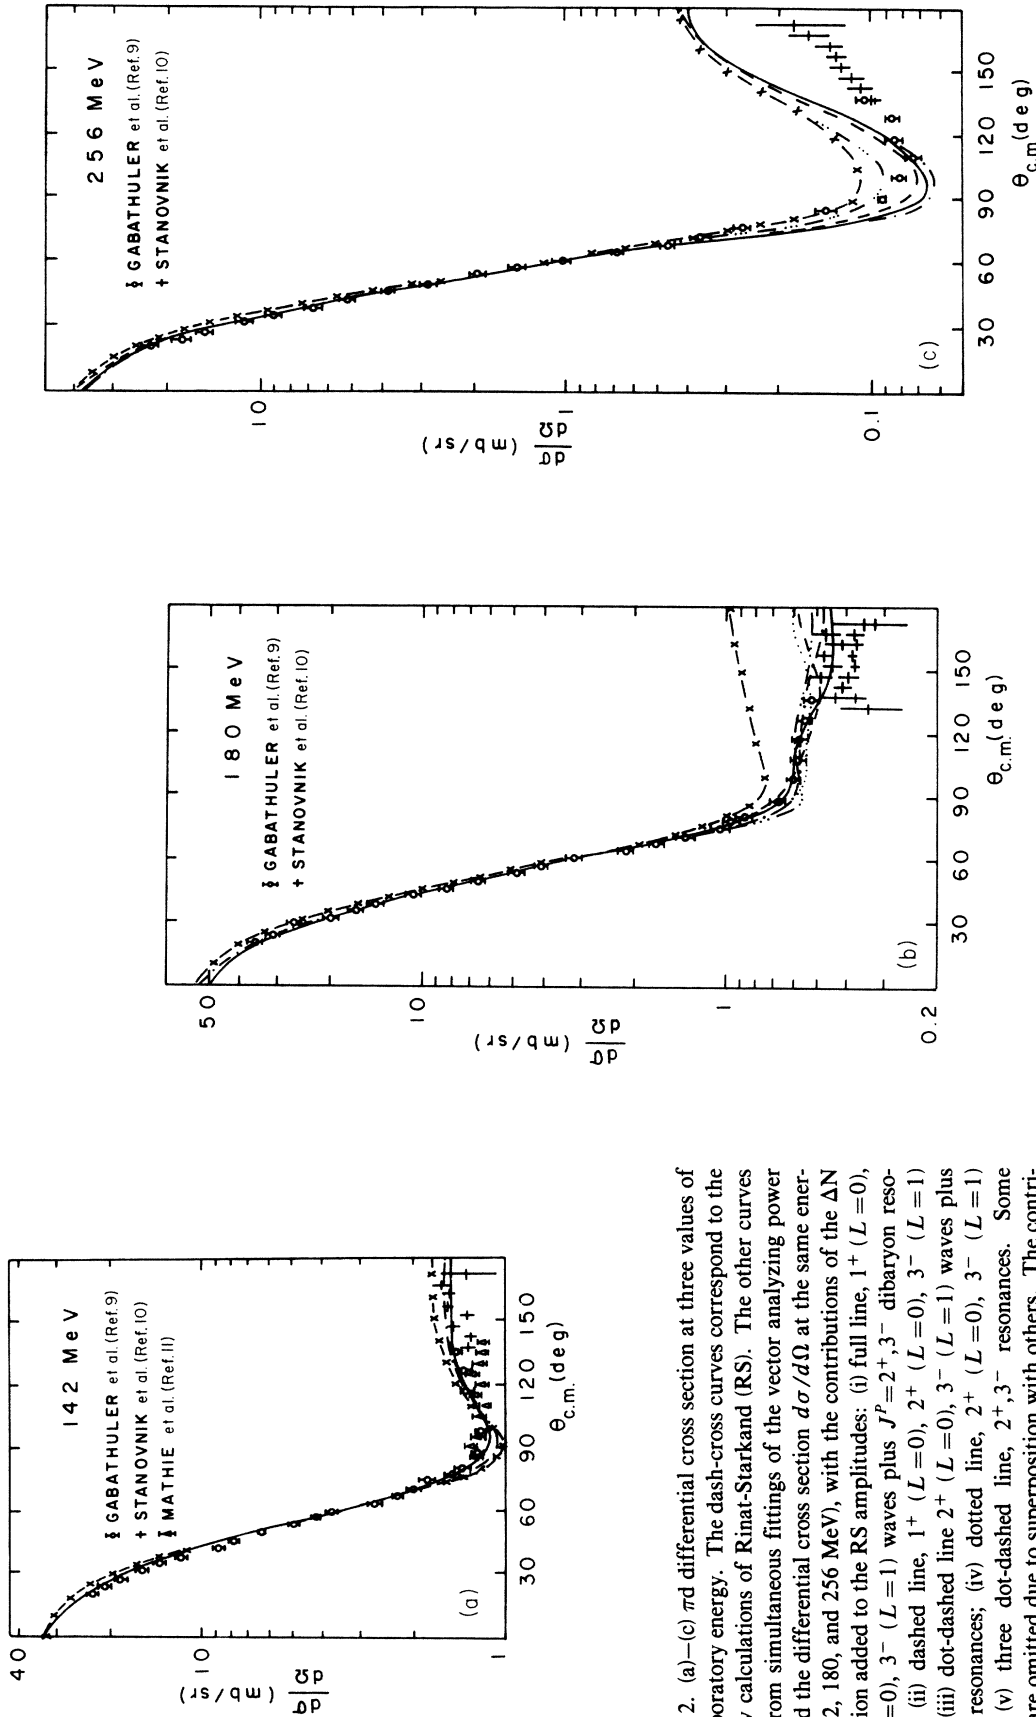 142 MeV
GABATHULER et al.(Ref.9)
STANOVNIK et al.(Ref.10)
MATHIE et al.(Ref.11)
40
10
1
dσ/dΩ (mb/sr)
(a)
30 60 90 120 150
θc.m.(deg)
180 MeV
GABATHULER et al.(Ref.9)
STANOVNIK et al.(Ref.10)
50
10
1
0.2
dσ/dΩ (mb/sr)
(b)
30 60 90 120 150
θc.m.(deg)
256 MeV
GABATHULER et al.(Ref.9)
STANOVNIK et al.(Ref.10)
10
1
0.1
dσ/dΩ (mb/sr)
(c)
30 60 90 120 150
θc.m.(deg)
2. (a)–(c) πd differential cross section at three values of
energy. The dash-cross curves correspond to the
calculations of Rinat-Starkand (RS). The other curves
simultaneous fittings of the vector analyzing power
the differential cross section dσ/dΩ at the same ener-
180, and 256 MeV), with the contributions of the ΔN
added to the RS amplitudes: (i) full line, 1⁺ (L=0),
=0), 3⁻ (L=1) waves plus Jᴾ=2⁺,3⁻ dibaryon reso-
(ii) dashed line, 1⁺ (L=0), 2⁺ (L=0), 3⁻ (L=1)
(iii) dot-dashed line 2⁺ (L=0), 3⁻ (L=1) waves plus
resonances; (iv) dotted line, 2⁺ (L=0), 3⁻ (L=1)
(v) three dot-dashed line, 2⁺,3⁻ resonances. Some
omitted due to superposition with others. The contri-